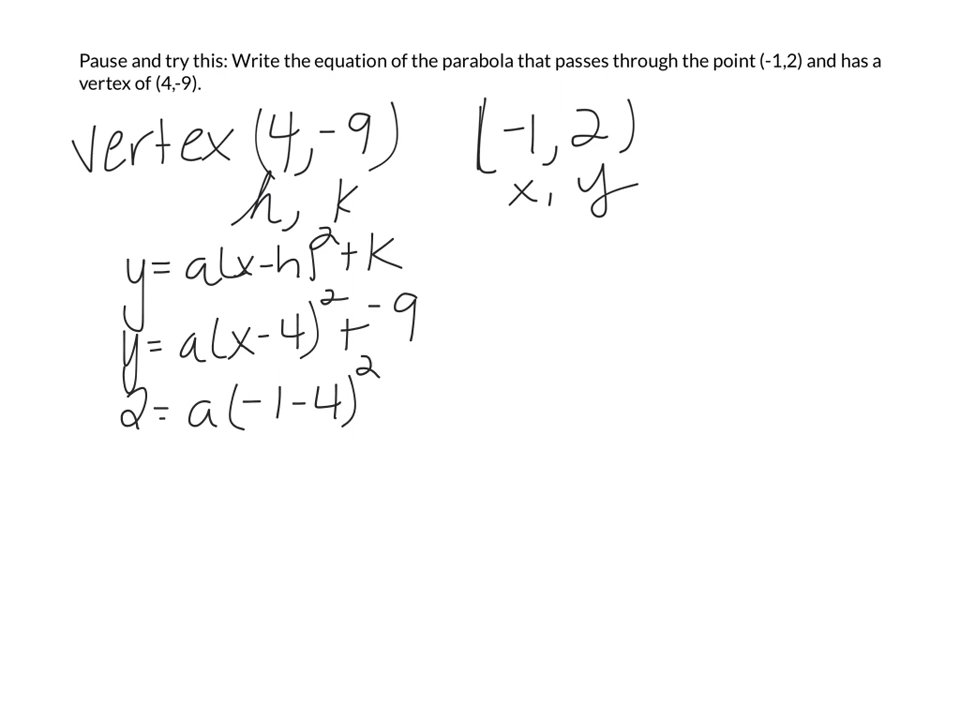 Pause and try this: Write the equation of the parabola that passes through the point (-1,2) and has a
vertex of (4,-9).
vertex (4,-9) (-1,2)
h, k x, y
y= a(x-h)²+k
y= a(x-4)²+-9
2= a(-1-4)²